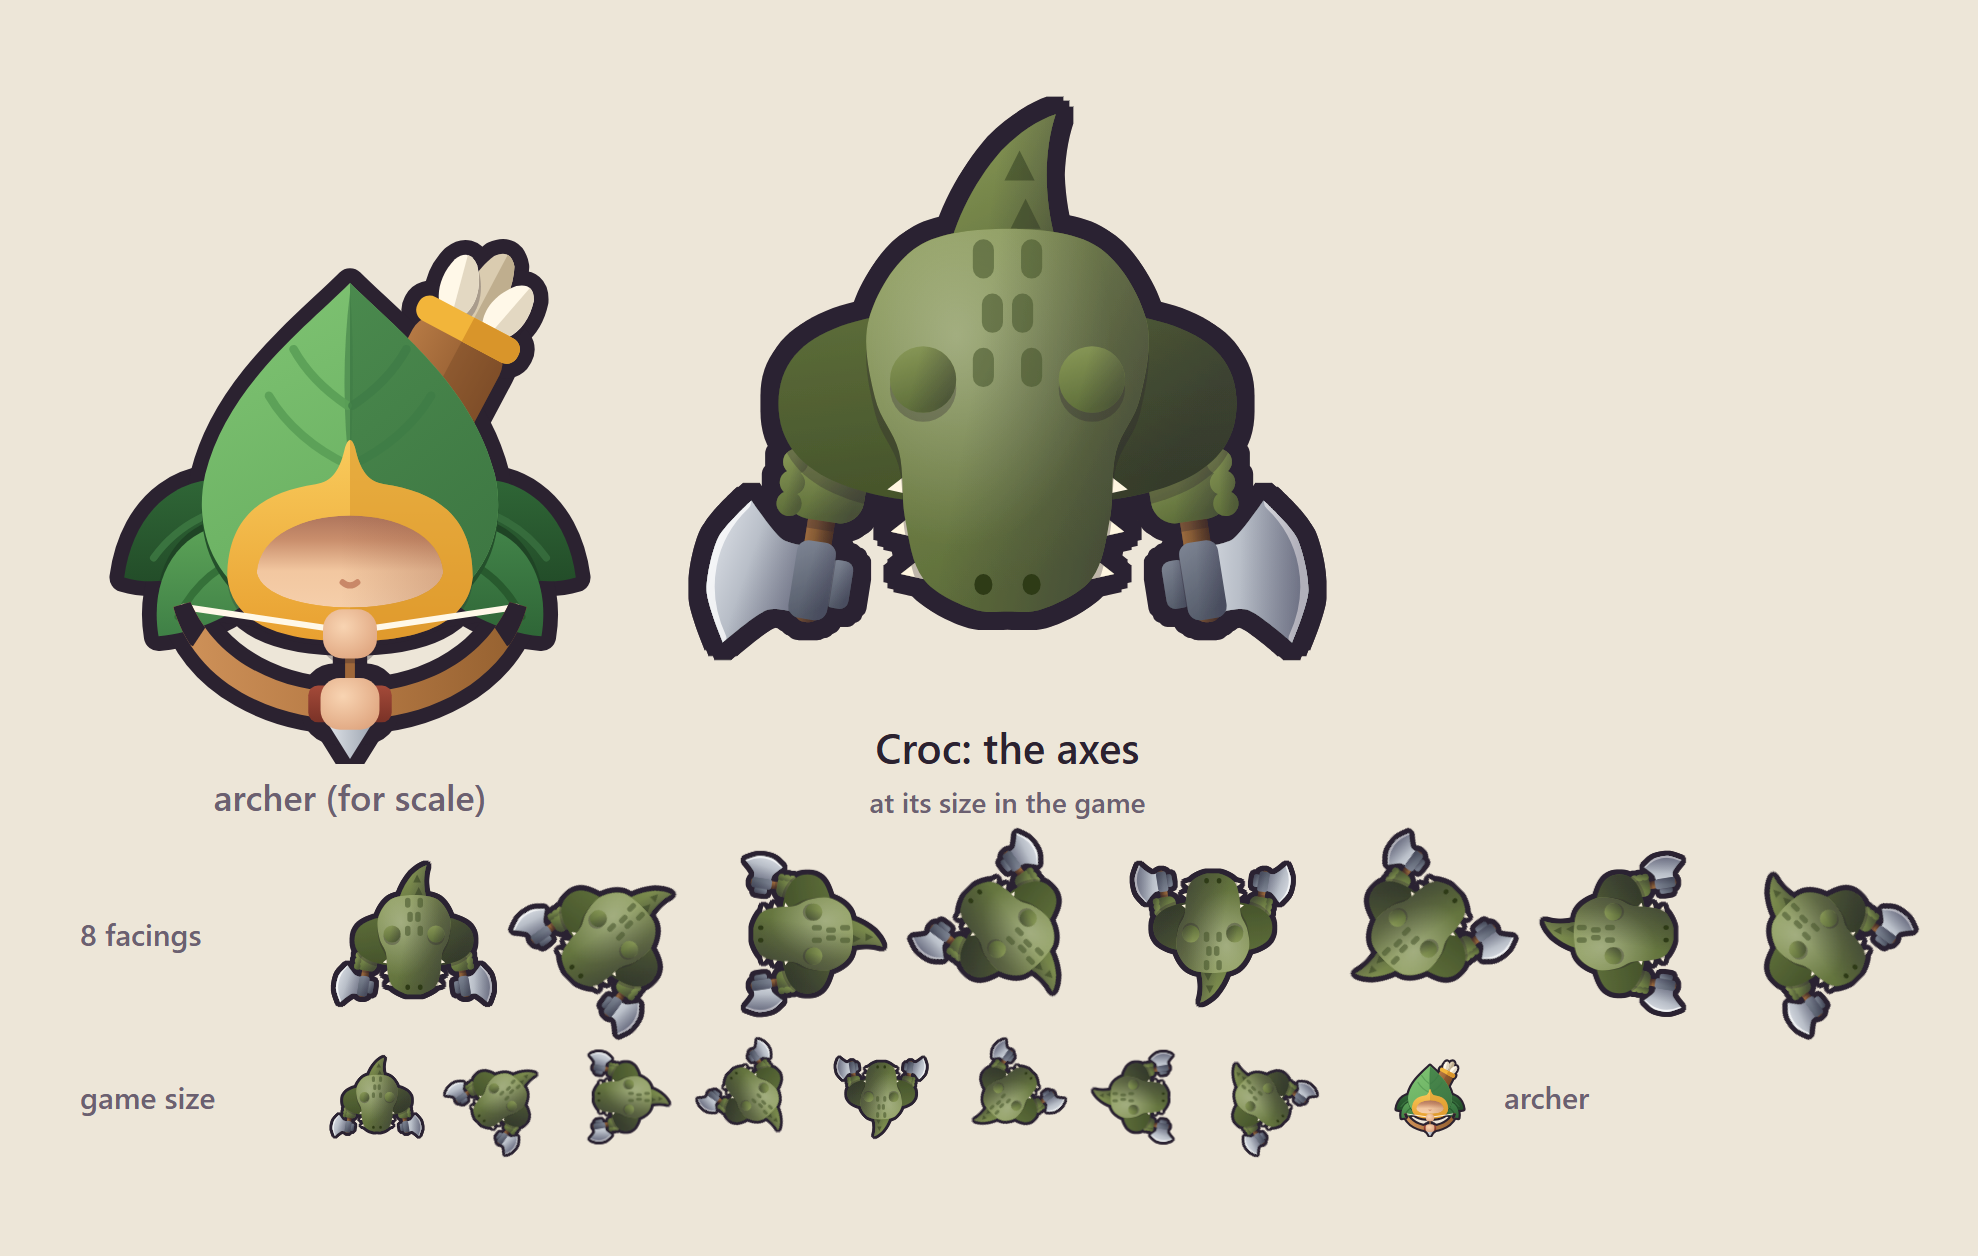 Croc: the axes
archer (for scale)
at its size in the game
8 facings
game size
archer